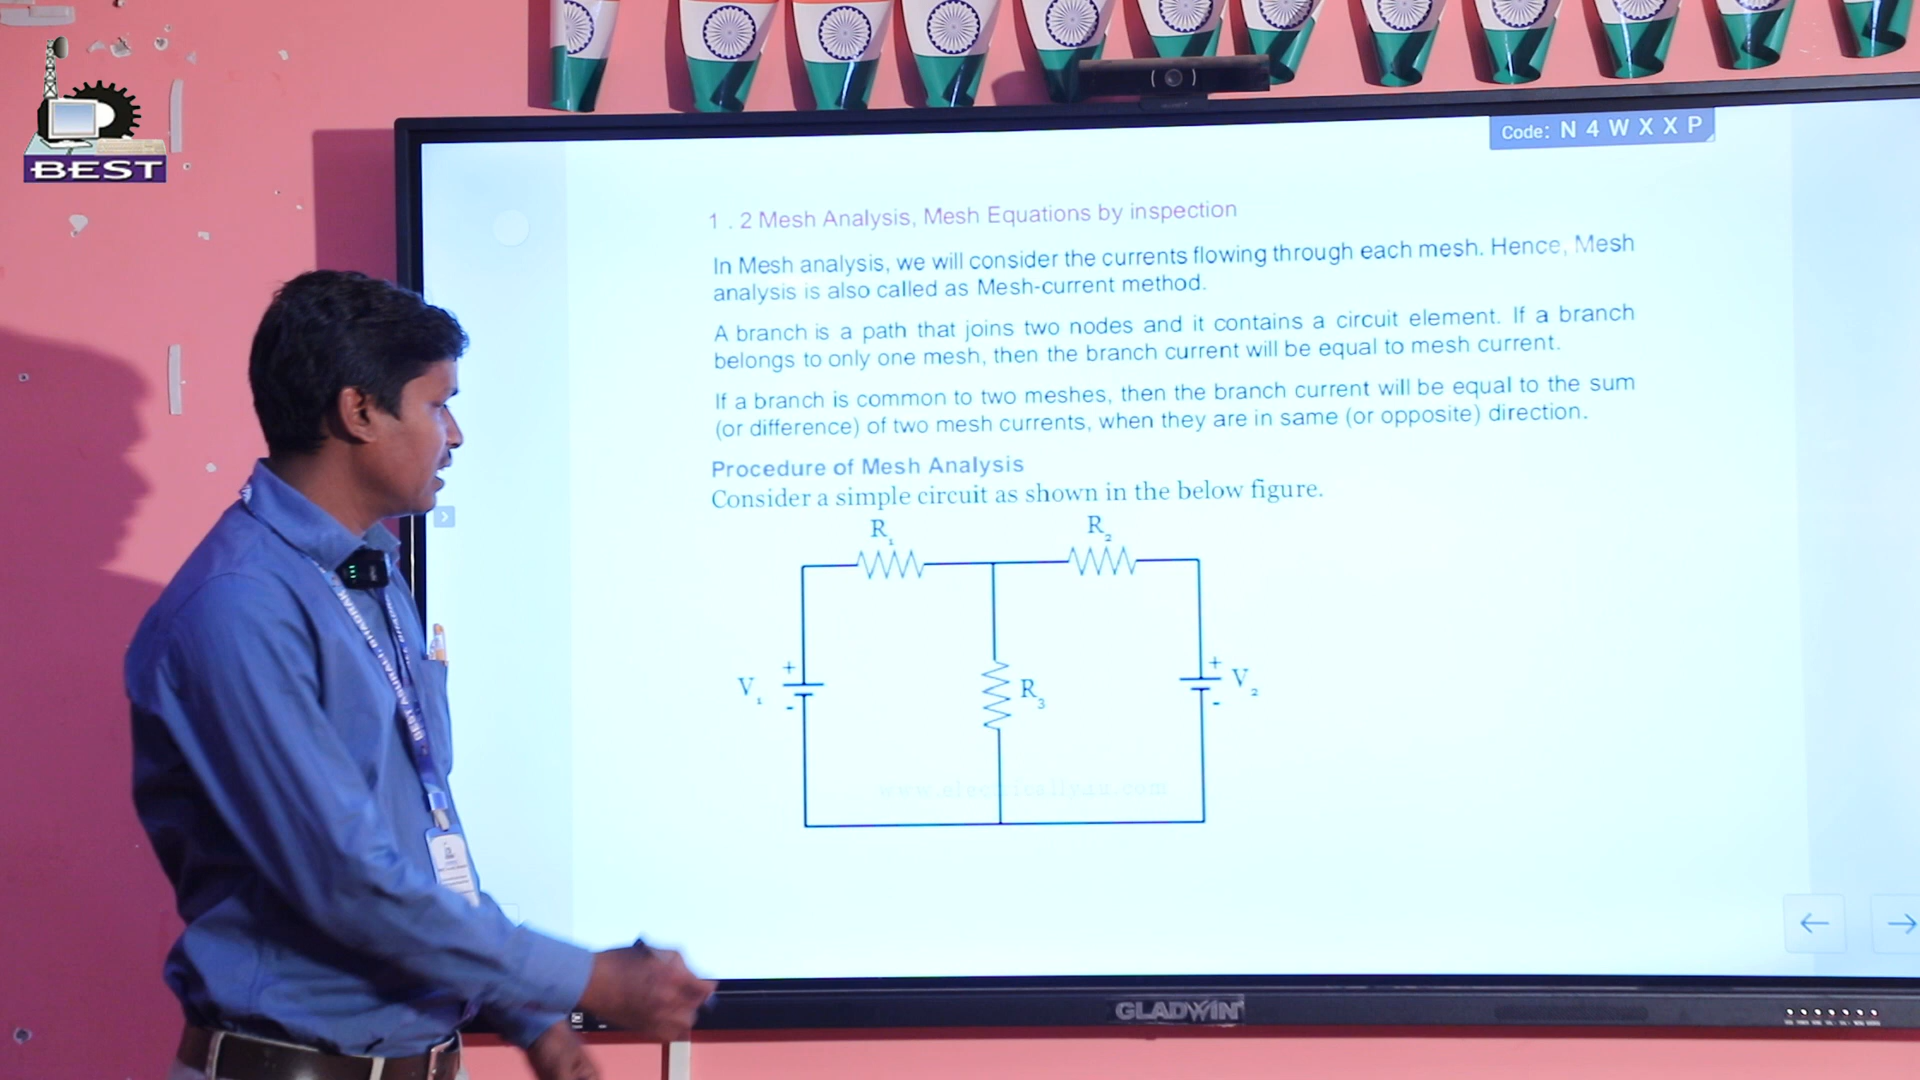 BEST
Code: N 4 W X X P
1 . 2 Mesh Analysis, Mesh Equations by inspection
In Mesh analysis, we will consider the currents flowing through each mesh. Hence, Mesh
analysis is also called as Mesh-current method.
A branch is a path that joins two nodes and it contains a circuit element. If a branch
belongs to only one mesh, then the branch current will be equal to mesh current.
If a branch is common to two meshes, then the branch current will be equal to the sum
(or difference) of two mesh currents, when they are in same (or opposite) direction.
Procedure of Mesh Analysis
Consider a simple circuit as shown in the below figure.
R₁
R₂
+
V₁
-
R₃
+
V₂
-
GLADWIN